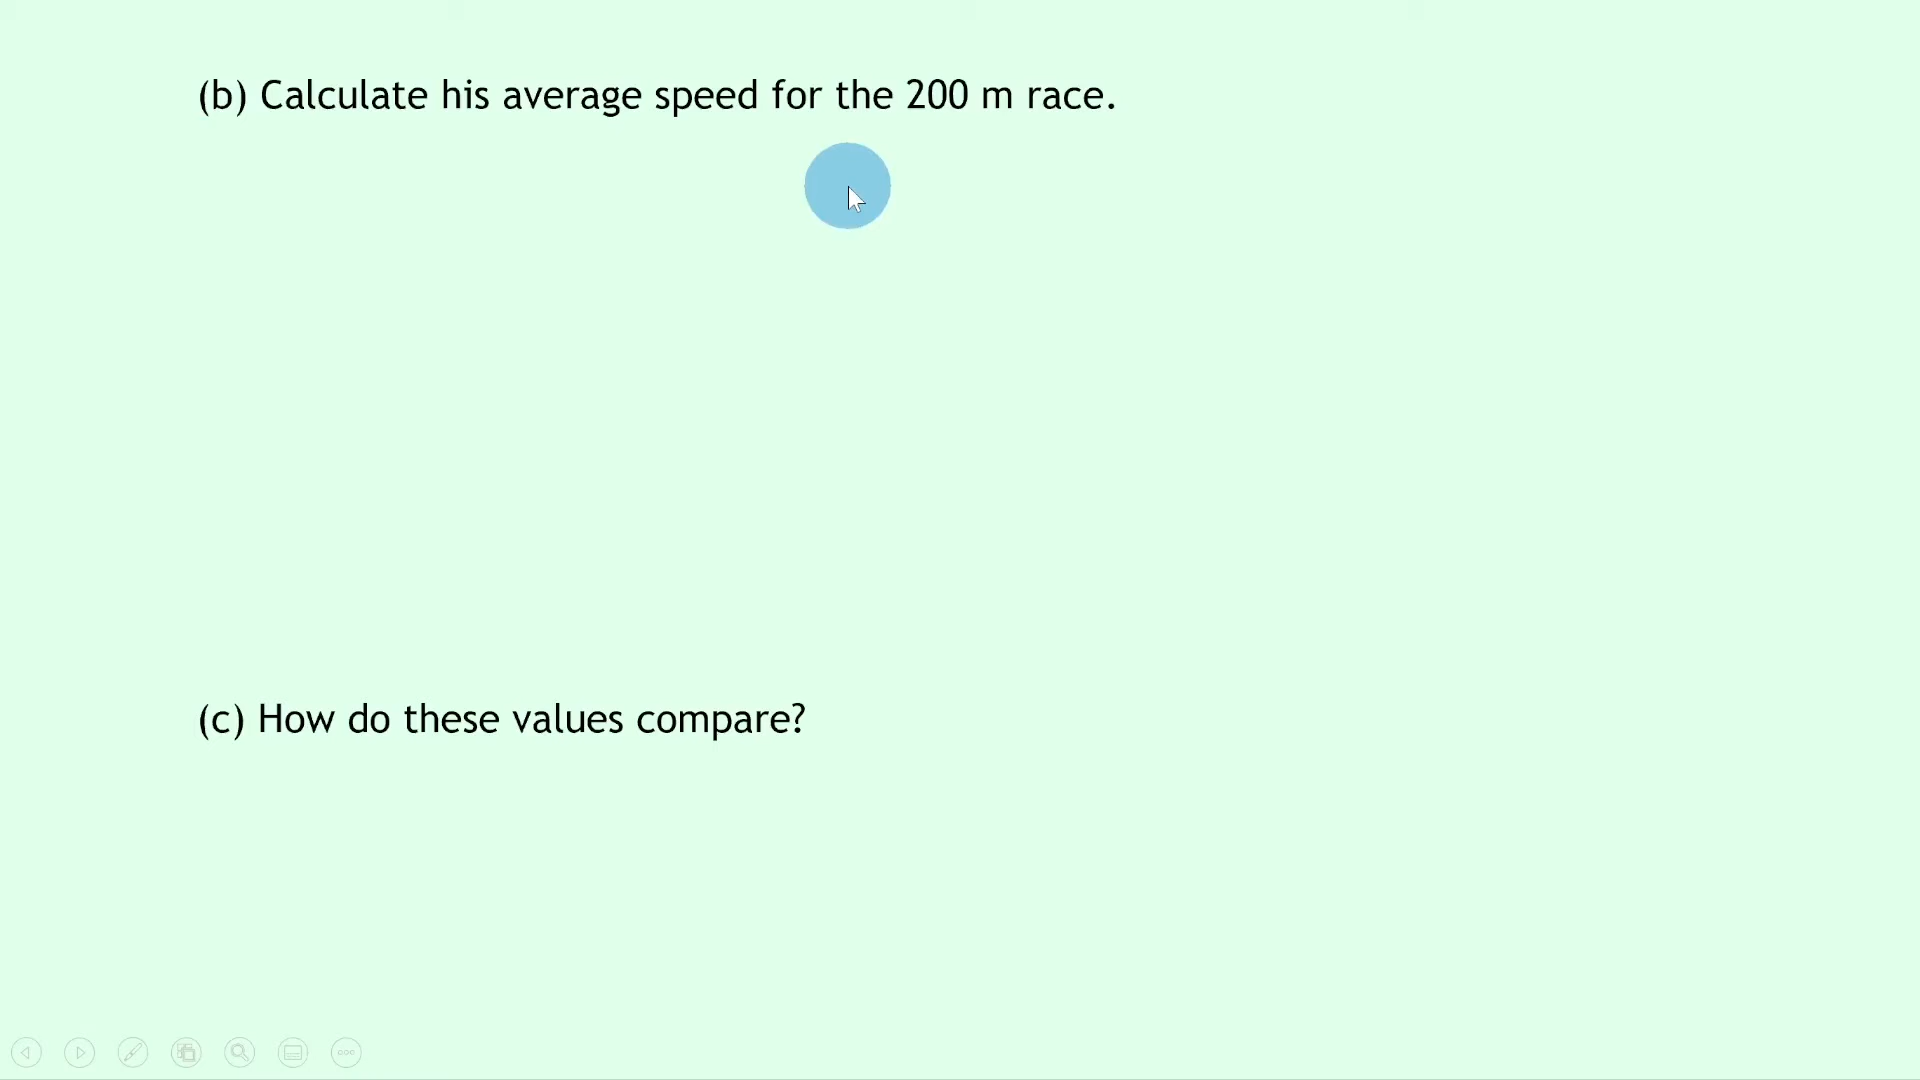 (b) Calculate his average speed for the 200 m race.
(c) How do these values compare?